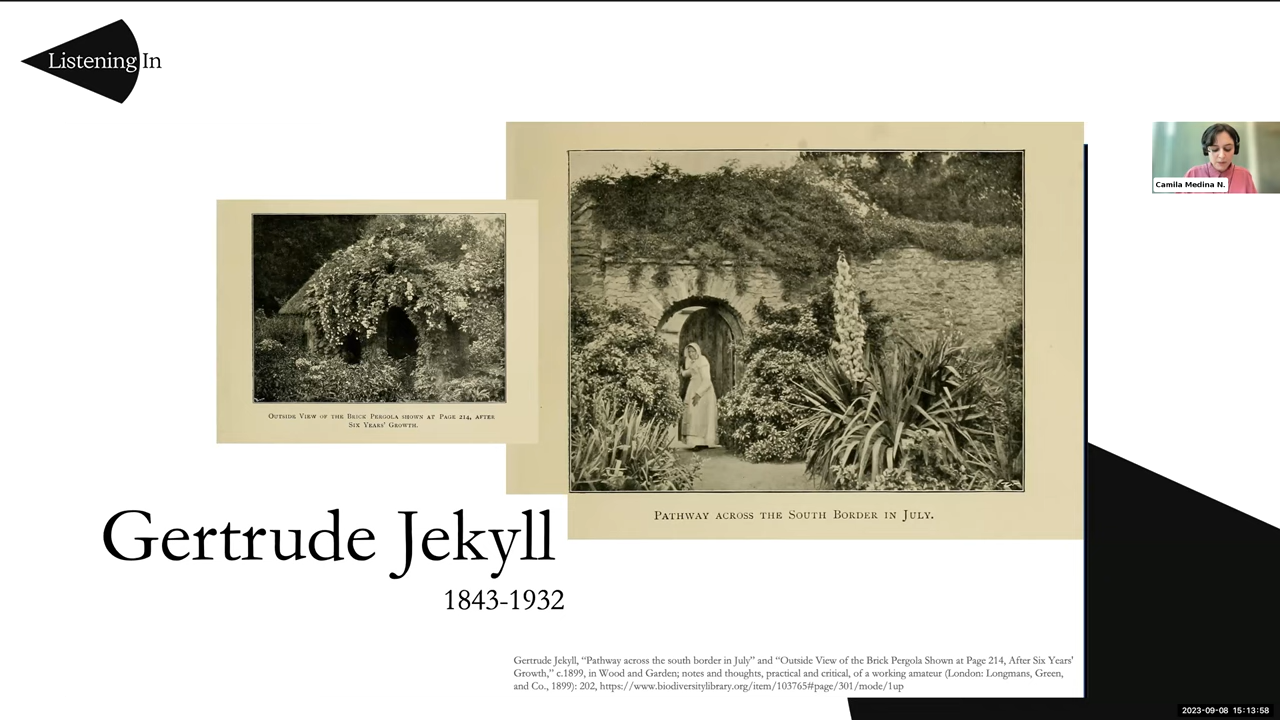 Listening In
Camila Medina N.
Outside View of the Brick Pergola shown at Page 214, after
Six Years' Growth.
Pathway across the South Border in July.
Gertrude Jekyll
1843-1932
Gertrude Jekyll, “Pathway across the south border in July” and “Outside View of the Brick Pergola Shown at Page 214, After Six Years'
Growth,” c.1899, in Wood and Garden; notes and thoughts, practical and critical, of a working amateur (London: Longmans, Green,
and Co., 1899): 202, https://www.biodiversitylibrary.org/item/103765#page/301/mode/1up
2023-09-08 15:13:58